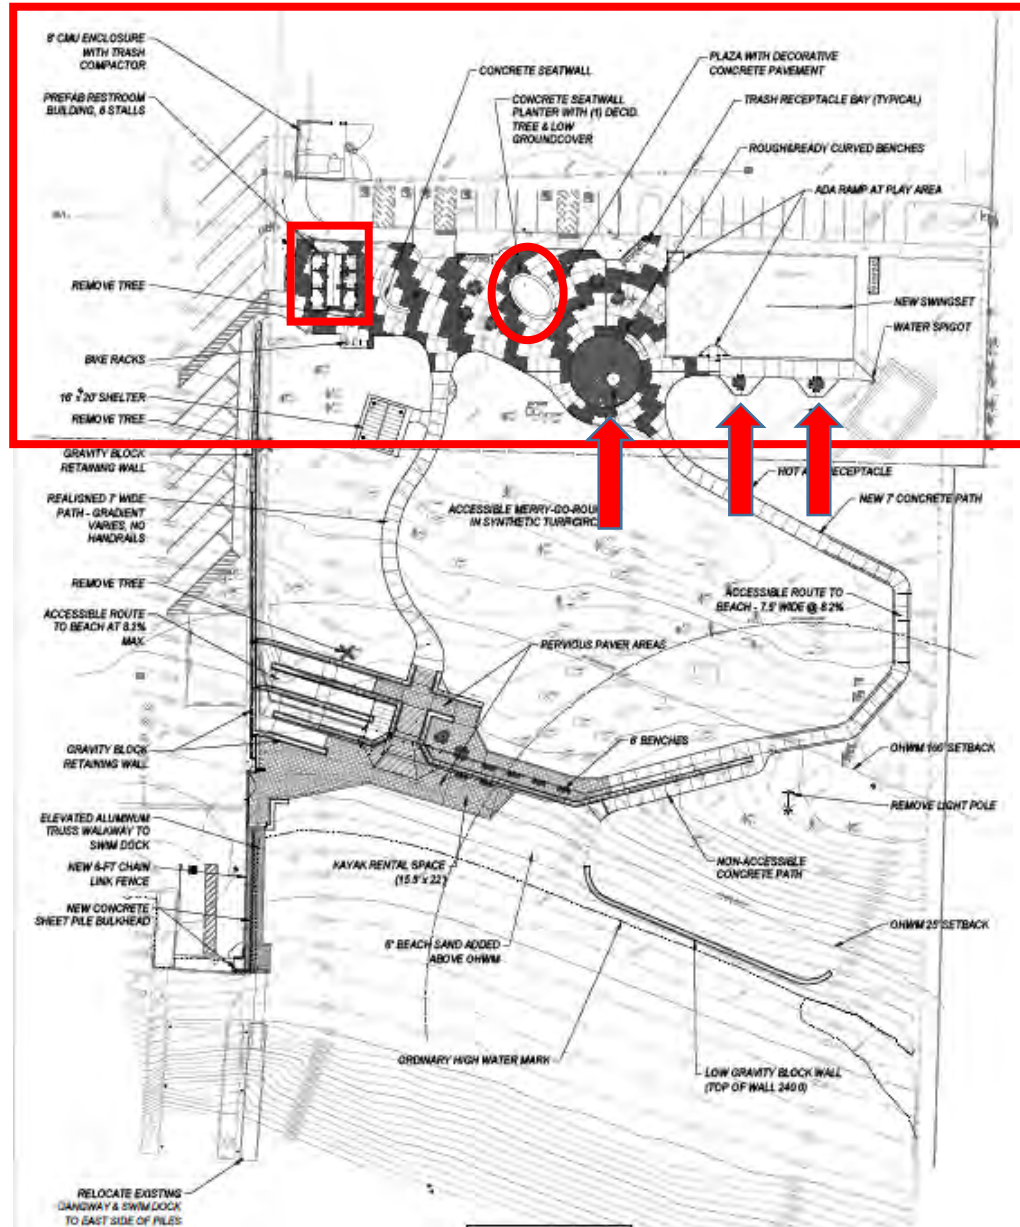 8' CMU ENCLOSURE
WITH TRASH
COMPACTOR
PREFAB RESTROOM
BUILDING, 6 STALLS
CONCRETE SEATWALL
CONCRETE SEATWALL
PLANTER WITH (1) DECID.
TREE & LOW
GROUNDCOVER
PLAZA WITH DECORATIVE
CONCRETE PAVEMENT
TRASH RECEPTACLE BAY (TYPICAL)
ROUGH&READY CURVED BENCHES
ADA RAMP AT PLAY AREA
REMOVE TREE
NEW SWINGSET
WATER SPIGOT
BIKE RACKS
16' x 20' SHELTER
REMOVE TREE
GRAVITY BLOCK
RETAINING WALL
REALIGNED 7' WIDE
PATH - GRADIENT
VARIES, NO
HANDRAILS
HOT RECEPTACLE
NEW 7' CONCRETE PATH
ACCESSIBLE MERRY-GO-ROU
IN SYNTHETIC TURF CIRC
REMOVE TREE
ACCESSIBLE ROUTE
TO BEACH AT 8.2%
MAX.
ACCESSIBLE ROUTE TO
BEACH - 7.5' WIDE @ 8.2%
PERVIOUS PAVER AREAS
GRAVITY BLOCK
RETAINING WALL
6' BENCHES
OHWM 100' SETBACK
REMOVE LIGHT POLE
ELEVATED ALUMINUM
TRUSS WALKWAY TO
SWIM DOCK
NEW 6-FT CHAIN
LINK FENCE
NEW CONCRETE
SHEET PILE BULKHEAD
KAYAK RENTAL SPACE
(15.5' x 22')
NON-ACCESSIBLE
CONCRETE PATH
OHWM 25' SETBACK
6" BEACH SAND ADDED
ABOVE OHWM
ORDINARY HIGH WATER MARK
LOW GRAVITY BLOCK WALL
(TOP OF WALL 240.0)
RELOCATE EXISTING
GANGWAY & SWIM DOCK
TO EAST SIDE OF PILES